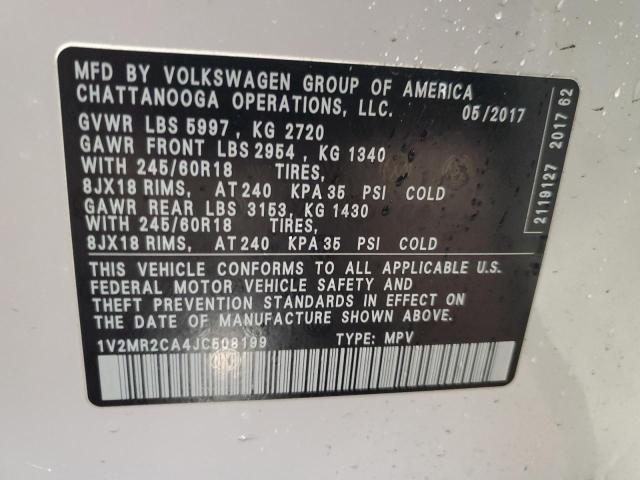 MFD BY VOLKSWAGEN GROUP OF AMERICA
CHATTANOOGA OPERATIONS, LLC. 05/2017
GVWR LBS 5997, KG 2720
GAWR FRONT LBS 2954, KG 1340
WITH 245/60R18 TIRES,
8JX18 RIMS, AT 240 KPA 35 PSI COLD
GAWR REAR LBS 3153, KG 1430
WITH 245/60R18 TIRES,
8JX18 RIMS, AT 240 KPA 35 PSI COLD
THIS VEHICLE CONFORMS TO ALL APPLICABLE U.S.
FEDERAL MOTOR VEHICLE SAFETY AND
THEFT PREVENTION STANDARDS IN EFFECT ON
THE DATE OF MANUFACTURE SHOWN ABOVE.
1V2MR2CA4JC508199 TYPE: MPV
2119127 2017 62